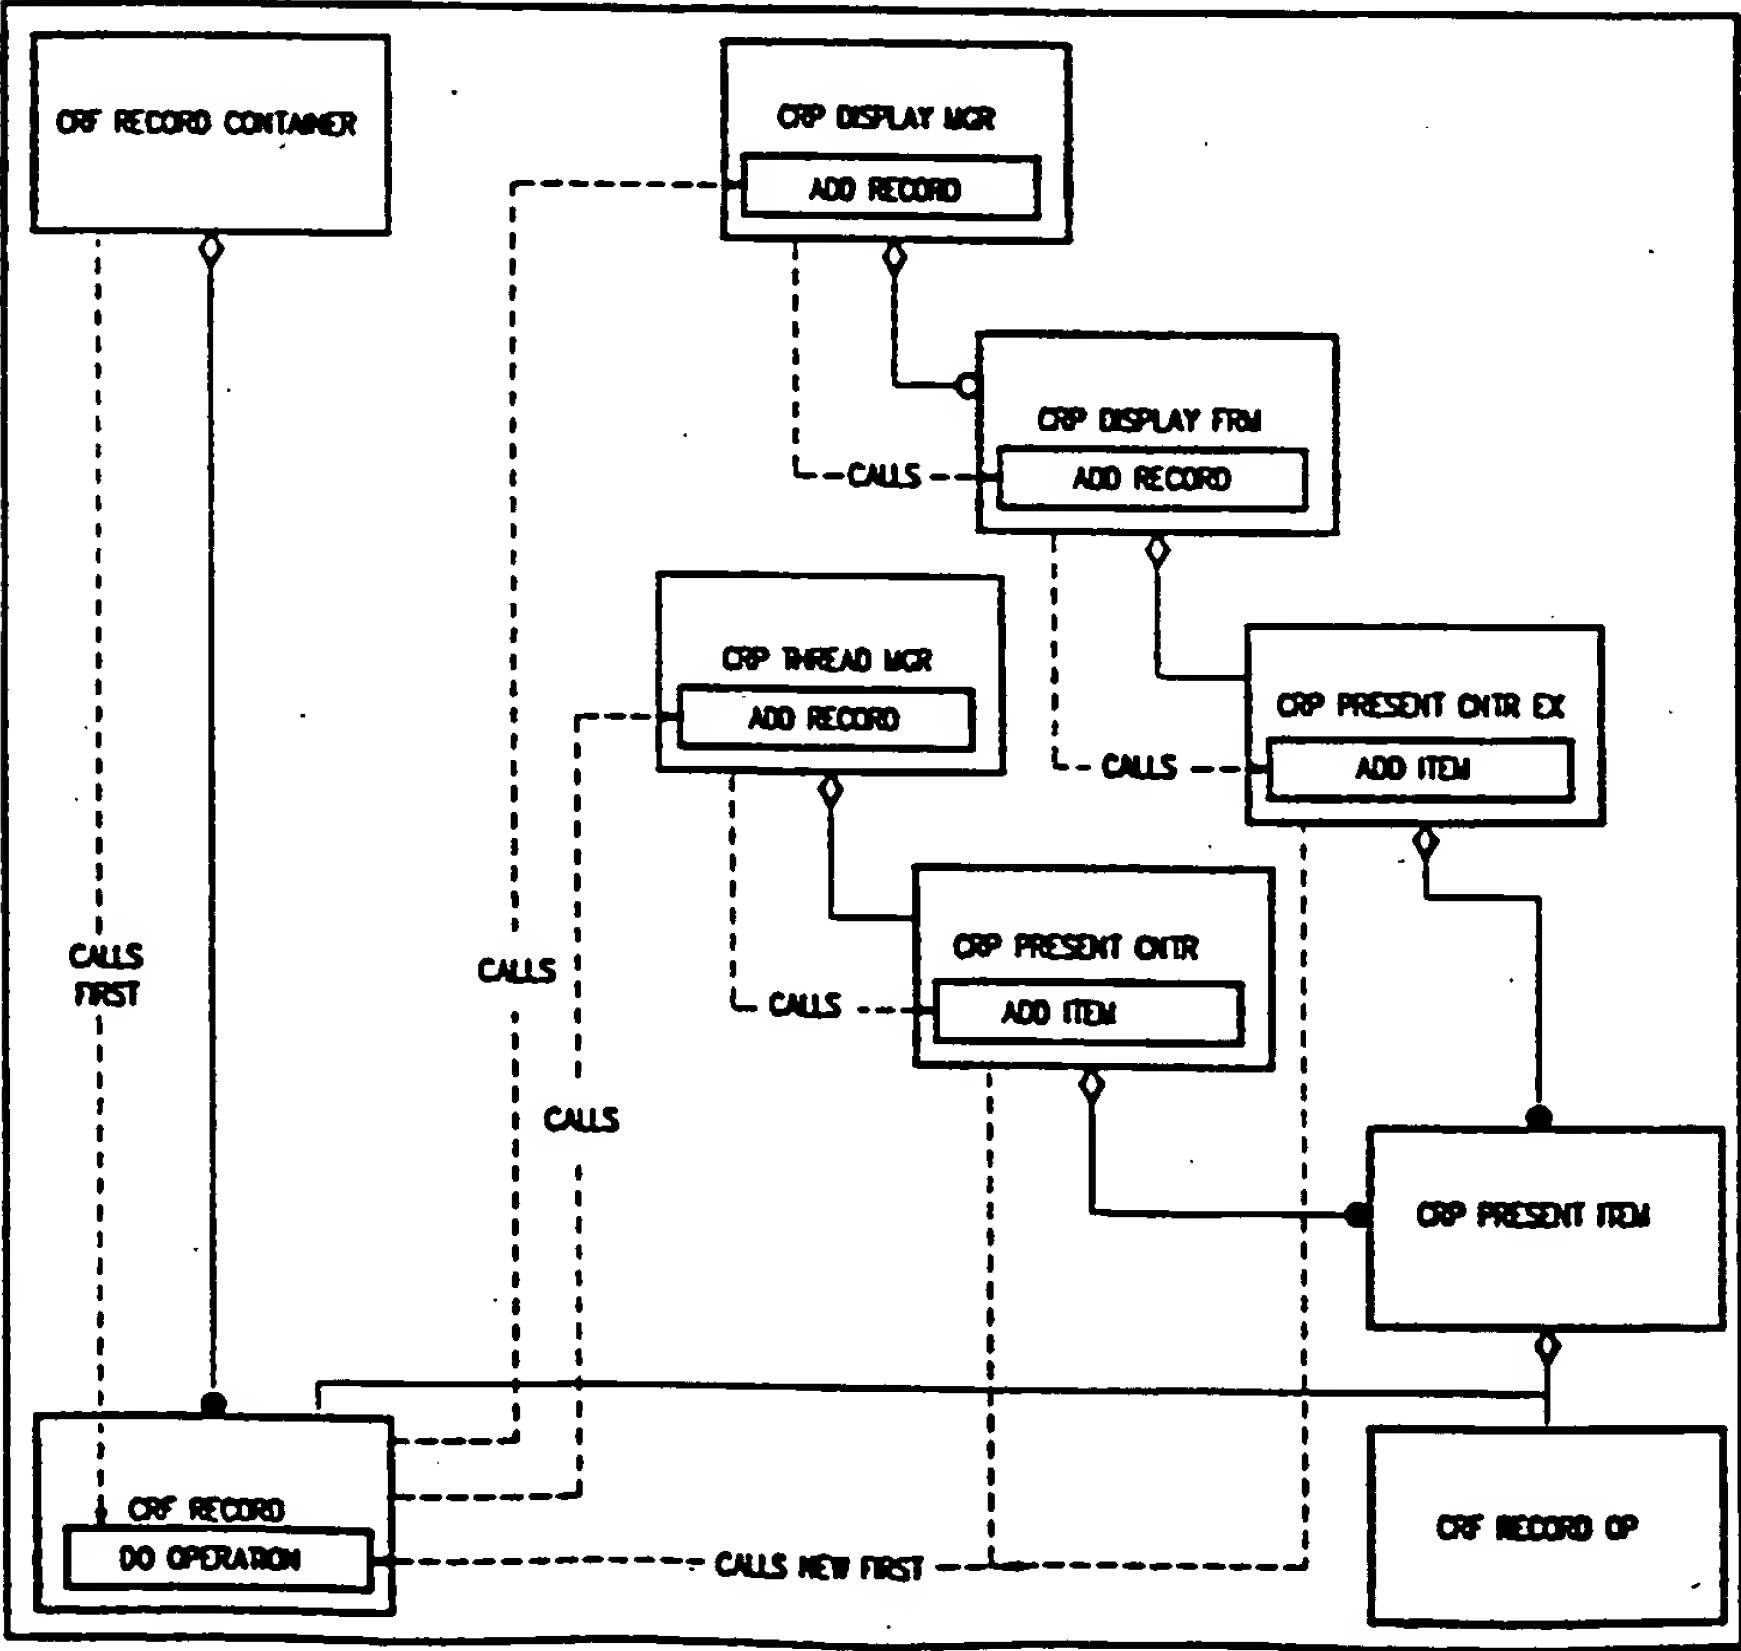 CRF RECORD CONTAINER
CRP DISPLAY MGR
ADD RECORD
CRP DISPLAY FRM
CALLS
ADD RECORD
CRP THREAD MGR
ADD RECORD
CRP PRESENT CNTR EX
CALLS
ADD ITEM
CALLS
FIRST
CALLS
CRP PRESENT CNTR
CALLS
ADD ITEM
CALLS
CRP PRESENT ITEM
CRF RECORD
DO OPERATION
CALLS NEW FIRST
CRF RECORD OP